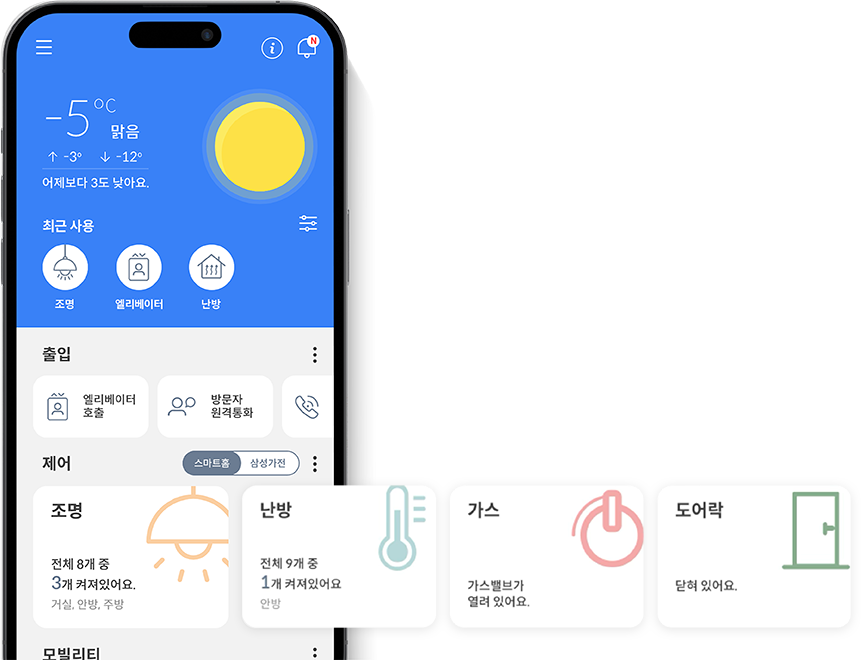 N
-5°C
맑음
↑ -3° ↓ -12°
어제보다 3도 낮아요.
최근 사용
조명 엘리베이터 난방
출입
엘리베이터
호출
방문자
원격통화
제어
스마트홈 삼성가전
조명
전체 8개 중
3개 켜져있어요.
거실, 안방, 주방
난방
전체 9개 중
1개 켜져있어요
안방
가스
가스밸브가
열려 있어요.
도어락
닫혀 있어요.
모빌리티